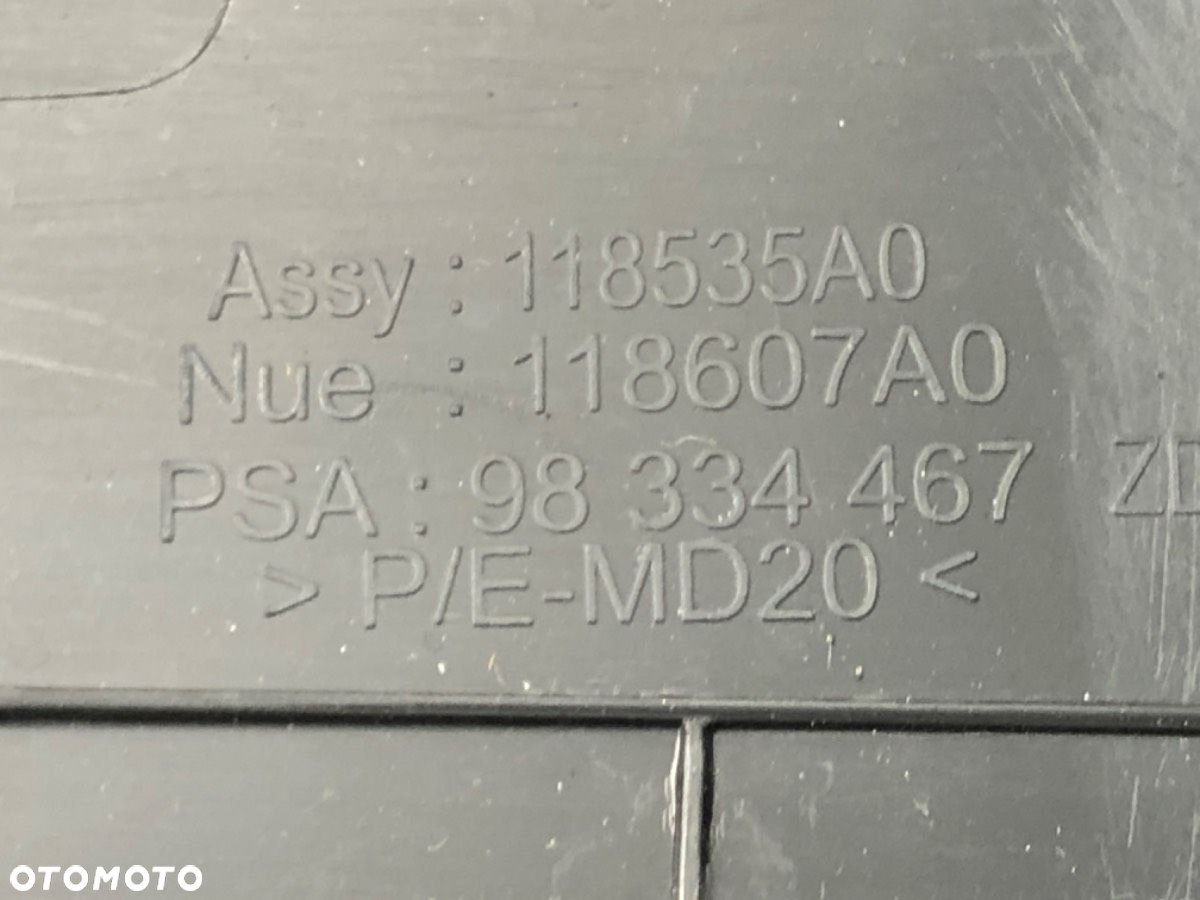 Assy : 118535A0
Nue : 118607A0
PSA : 98 334 467
> P/E-MD20 <
OTOMOTO